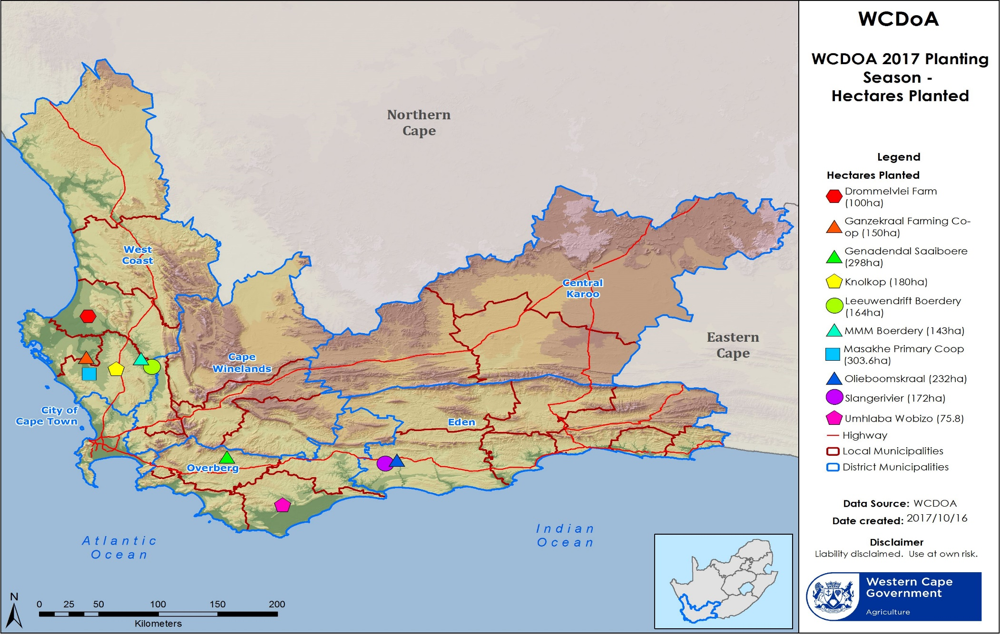 Northern
Cape
West
Coast
Central
Karoo
Eastern
Cape
Cape
Winelands
City of
Cape Town
Eden
Overberg
Atlantic
Ocean
Indian
Ocean
N
0 25 50 100 150 200
Kilometers
WCDoA
WCDOA 2017 Planting
Season -
Hectares Planted
Legend
Hectares Planted
Drommelvlei Farm
(100ha)
Ganzekraal Farming Co-
op (150ha)
Genadendal Saaiboere
(298ha)
Knolkop (180ha)
Leeuwendrift Boerdery
(164ha)
MMM Boerdery (143ha)
Masakhe Primary Coop
(303.6ha)
Olieboomskraal (232ha)
Slangerivier (172ha)
Umhlaba Wobizo (75.8)
Highway
Local Municipalities
District Municipalities
Data Source: WCDOA
Date created: 2017/10/16
Disclaimer
Liability disclaimed. Use at own risk.
Western Cape
Government
Agriculture